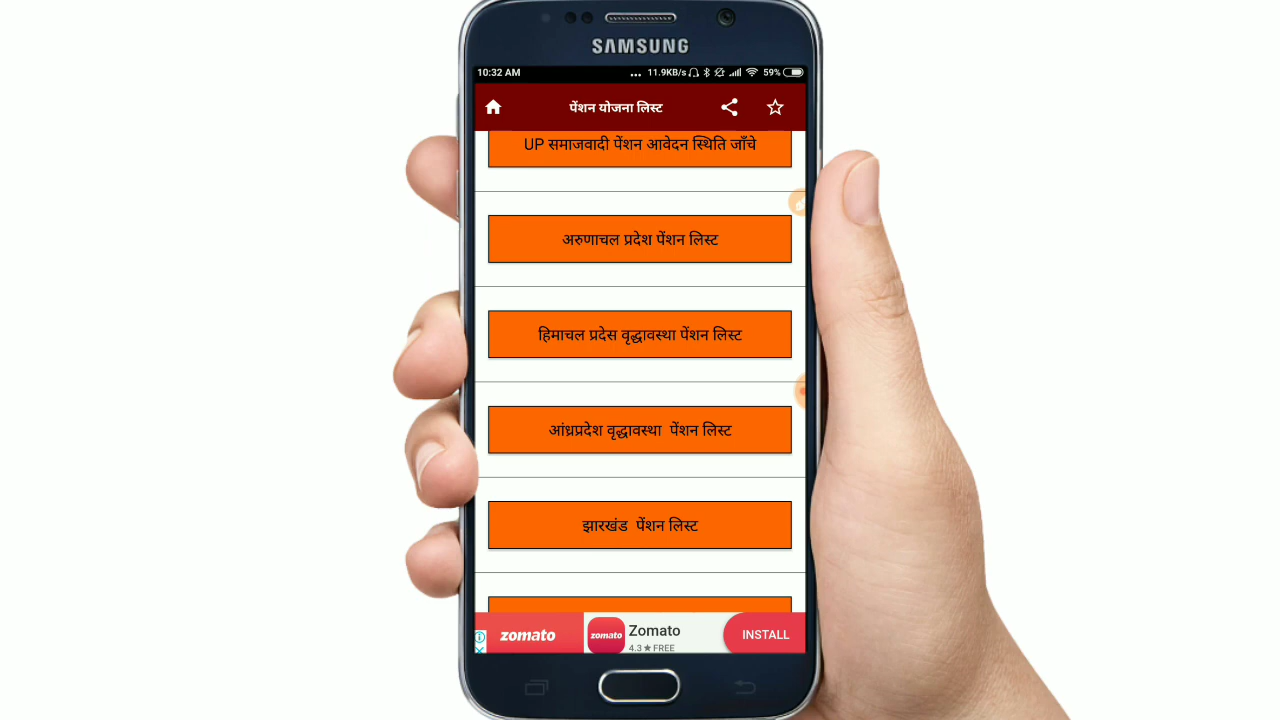 SAMSUNG
10:32 AM ... 11.9KB/s 59%
पेंशन योजना लिस्ट
UP समाजवादी पेंशन आवेदन स्थिति जाँचे
अरुणाचल प्रदेश पेंशन लिस्ट
हिमाचल प्रदेस वृद्धावस्था पेंशन लिस्ट
आंध्रप्रदेश वृद्धावस्था पेंशन लिस्ट
झारखंड पेंशन लिस्ट
zomato zomato Zomato INSTALL
4.3★FREE